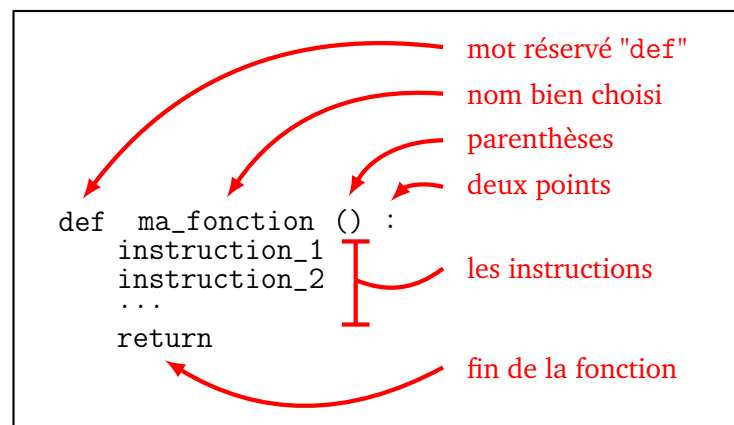 mot réservé "def"
nom bien choisi
parenthèses
deux points
def ma_fonction () :
instruction_1
instruction_2
les instructions
...
return
fin de la fonction